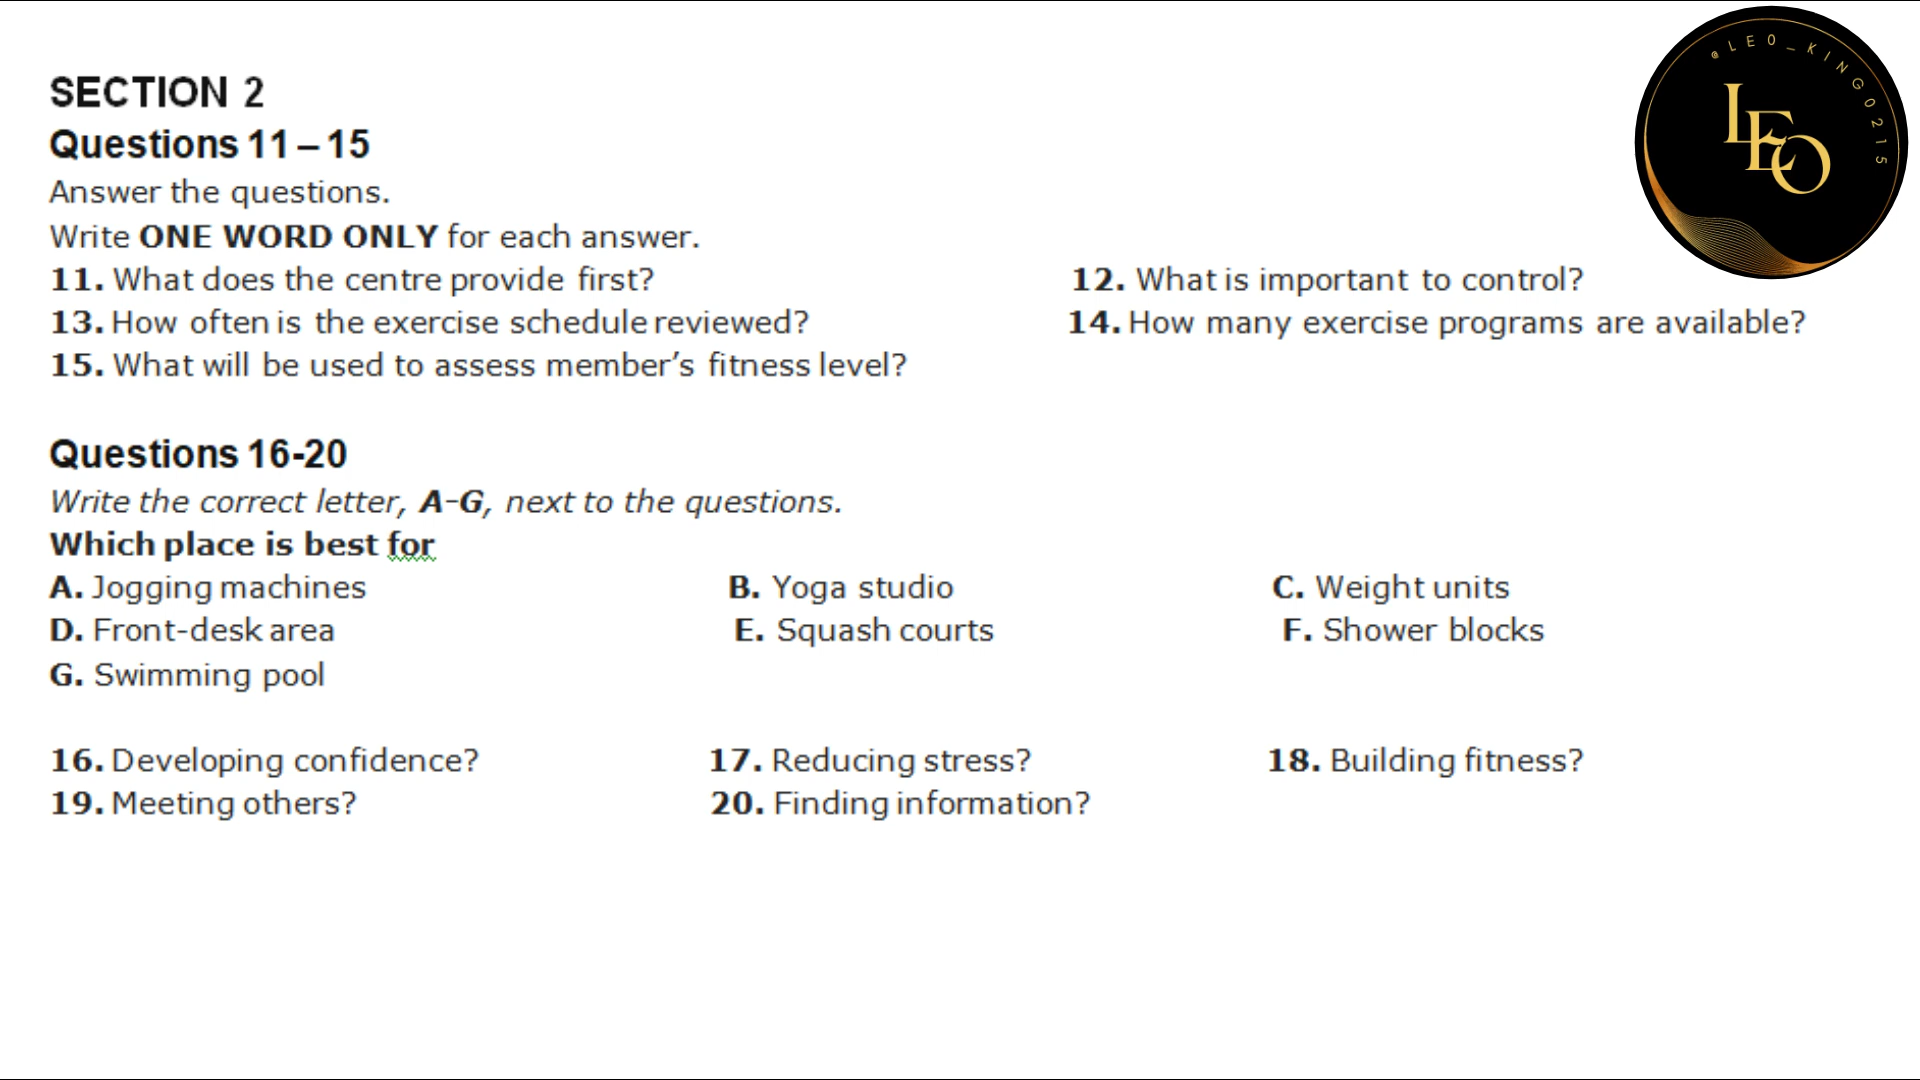 @LEO_KING0215
LEO
SECTION 2
Questions 11 – 15
Answer the questions.
Write ONE WORD ONLY for each answer.
11. What does the centre provide first? 12. What is important to control?
13. How often is the exercise schedule reviewed? 14. How many exercise programs are available?
15. What will be used to assess member’s fitness level?
Questions 16-20
Write the correct letter, A-G, next to the questions.
Which place is best for
A. Jogging machines B. Yoga studio C. Weight units
D. Front-desk area E. Squash courts F. Shower blocks
G. Swimming pool
16. Developing confidence? 17. Reducing stress? 18. Building fitness?
19. Meeting others? 20. Finding information?